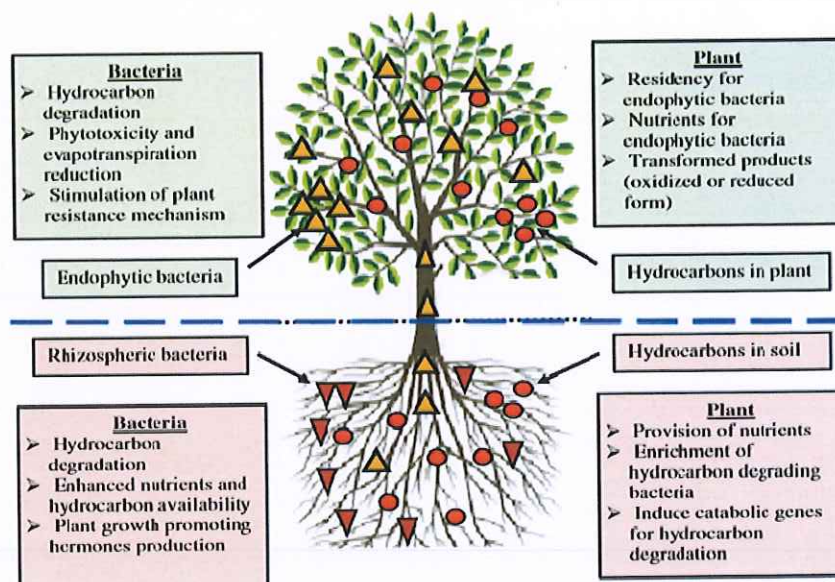 Bacteria
➢ Hydrocarbon
degradation
➢ Phytotoxicity and
evapotranspiration
reduction
➢ Stimulation of plant
resistance mechanism
Plant
➢ Residency for
endophytic bacteria
➢ Nutrients for
endophytic bacteria
➢ Transformed products
(oxidized or reduced
form)
Endophytic bacteria
Hydrocarbons in plant
Rhizospheric bacteria
Hydrocarbons in soil
Bacteria
➢ Hydrocarbon
degradation
➢ Enhanced nutrients and
hydrocarbon availability
➢ Plant growth promoting
hormones production
Plant
➢ Provision of nutrients
➢ Enrichment of
hydrocarbon degrading
bacteria
➢ Induce catabolic genes
for hydrocarbon
degradation